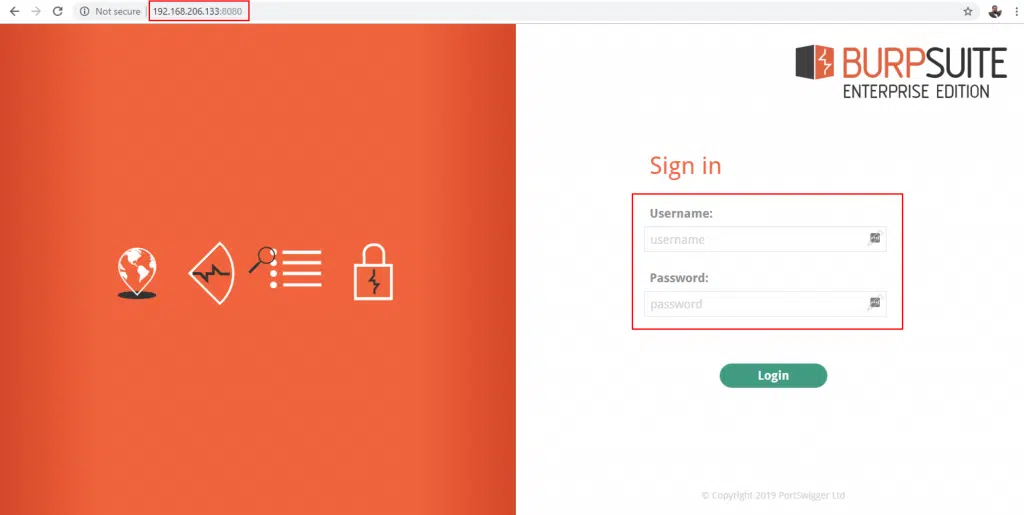 Not secure
192.168.206.133:8080
BURPSUITE
ENTERPRISE EDITION
Sign in
Username:
username
Password:
password
Login
© Copyright 2019 PortSwigger Ltd